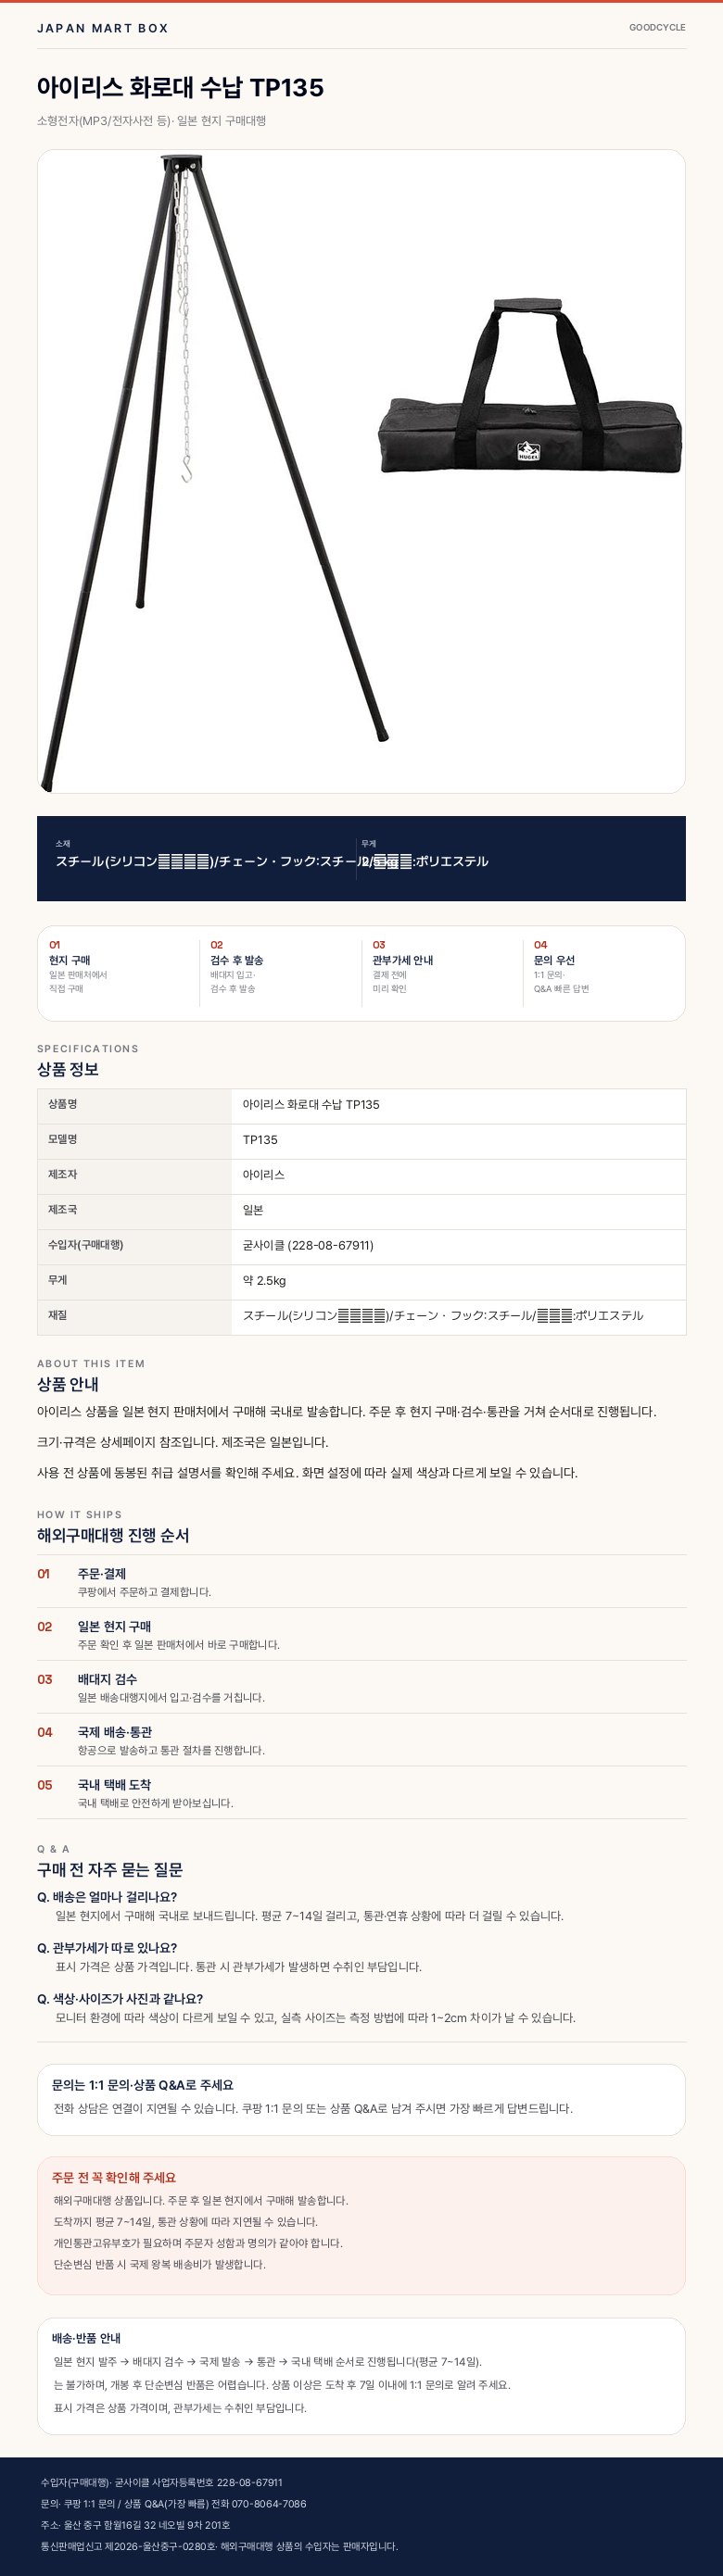 JAPAN MART BOX
GOODCYCLE
아이리스 화로대 수납 TP135
소형전자(MP3/전자사전 등)· 일본 현지 구매대행
HUGEL
소재
スチール(シリコン)/チェーン・フック:スチール/:ポリエステル
무게
01
현지 구매
일본 판매처에서
직접 구매
02
검수 후 발송
배대지 입고·
검수 후 발송
03
관부가세 안내
결제 전에
미리 확인
04
문의 우선
1:1 문의·
Q&A 빠른 답변
SPECIFICATIONS
상품 정보
상품명 아이리스 화로대 수납 TP135
모델명 TP135
제조자 아이리스
제조국 일본
수입자(구매대행) 굳사이클 (228-08-67911)
무게 약 2.5kg
재질 スチール(シリコン)/チェーン・フック:スチール/:ポリエステル
ABOUT THIS ITEM
상품 안내
아이리스 상품을 일본 현지 판매처에서 구매해 국내로 발송합니다. 주문 후 현지 구매·검수·통관을 거쳐 순서대로 진행됩니다.
크기·규격은 상세페이지 참조입니다. 제조국은 일본입니다.
사용 전 상품에 동봉된 취급 설명서를 확인해 주세요. 화면 설정에 따라 실제 색상과 다르게 보일 수 있습니다.
HOW IT SHIPS
해외구매대행 진행 순서
01 주문·결제
쿠팡에서 주문하고 결제합니다.
02 일본 현지 구매
주문 확인 후 일본 판매처에서 바로 구매합니다.
03 배대지 검수
일본 배송대행지에서 입고·검수를 거칩니다.
04 국제 배송·통관
항공으로 발송하고 통관 절차를 진행합니다.
05 국내 택배 도착
국내 택배로 안전하게 받아보십니다.
Q & A
구매 전 자주 묻는 질문
Q. 배송은 얼마나 걸리나요?
일본 현지에서 구매해 국내로 보내드립니다. 평균 7~14일 걸리고, 통관·연휴 상황에 따라 더 걸릴 수 있습니다.
Q. 관부가세가 따로 있나요?
표시 가격은 상품 가격입니다. 통관 시 관부가세가 발생하면 수취인 부담입니다.
Q. 색상·사이즈가 사진과 같나요?
모니터 환경에 따라 색상이 다르게 보일 수 있고, 실측 사이즈는 측정 방법에 따라 1~2cm 차이가 날 수 있습니다.
문의는 1:1 문의·상품 Q&A로 주세요
전화 상담은 연결이 지연될 수 있습니다. 쿠팡 1:1 문의 또는 상품 Q&A로 남겨 주시면 가장 빠르게 답변드립니다.
주문 전 꼭 확인해 주세요
해외구매대행 상품입니다. 주문 후 일본 현지에서 구매해 발송합니다.
도착까지 평균 7~14일, 통관 상황에 따라 지연될 수 있습니다.
개인통관고유부호가 필요하며 주문자 성함과 명의가 같아야 합니다.
단순변심 반품 시 국제 왕복 배송비가 발생합니다.
배송·반품 안내
일본 현지 발주 → 배대지 검수 → 국제 발송 → 통관 → 국내 택배 순서로 진행됩니다(평균 7~14일).
는 불가하며, 개봉 후 단순변심 반품은 어렵습니다. 상품 이상은 도착 후 7일 이내에 1:1 문의로 알려 주세요.
표시 가격은 상품 가격이며, 관부가세는 수취인 부담입니다.
수입자(구매대행)· 굳사이클 사업자등록번호 228-08-67911
문의· 쿠팡 1:1 문의 / 상품 Q&A(가장 빠름) 전화 070-8064-7086
주소· 울산 중구 함월16길 32 네오빌 9차 201호
통신판매업신고 제2026-울산중구-0280호· 해외구매대행 상품의 수입자는 판매자입니다.